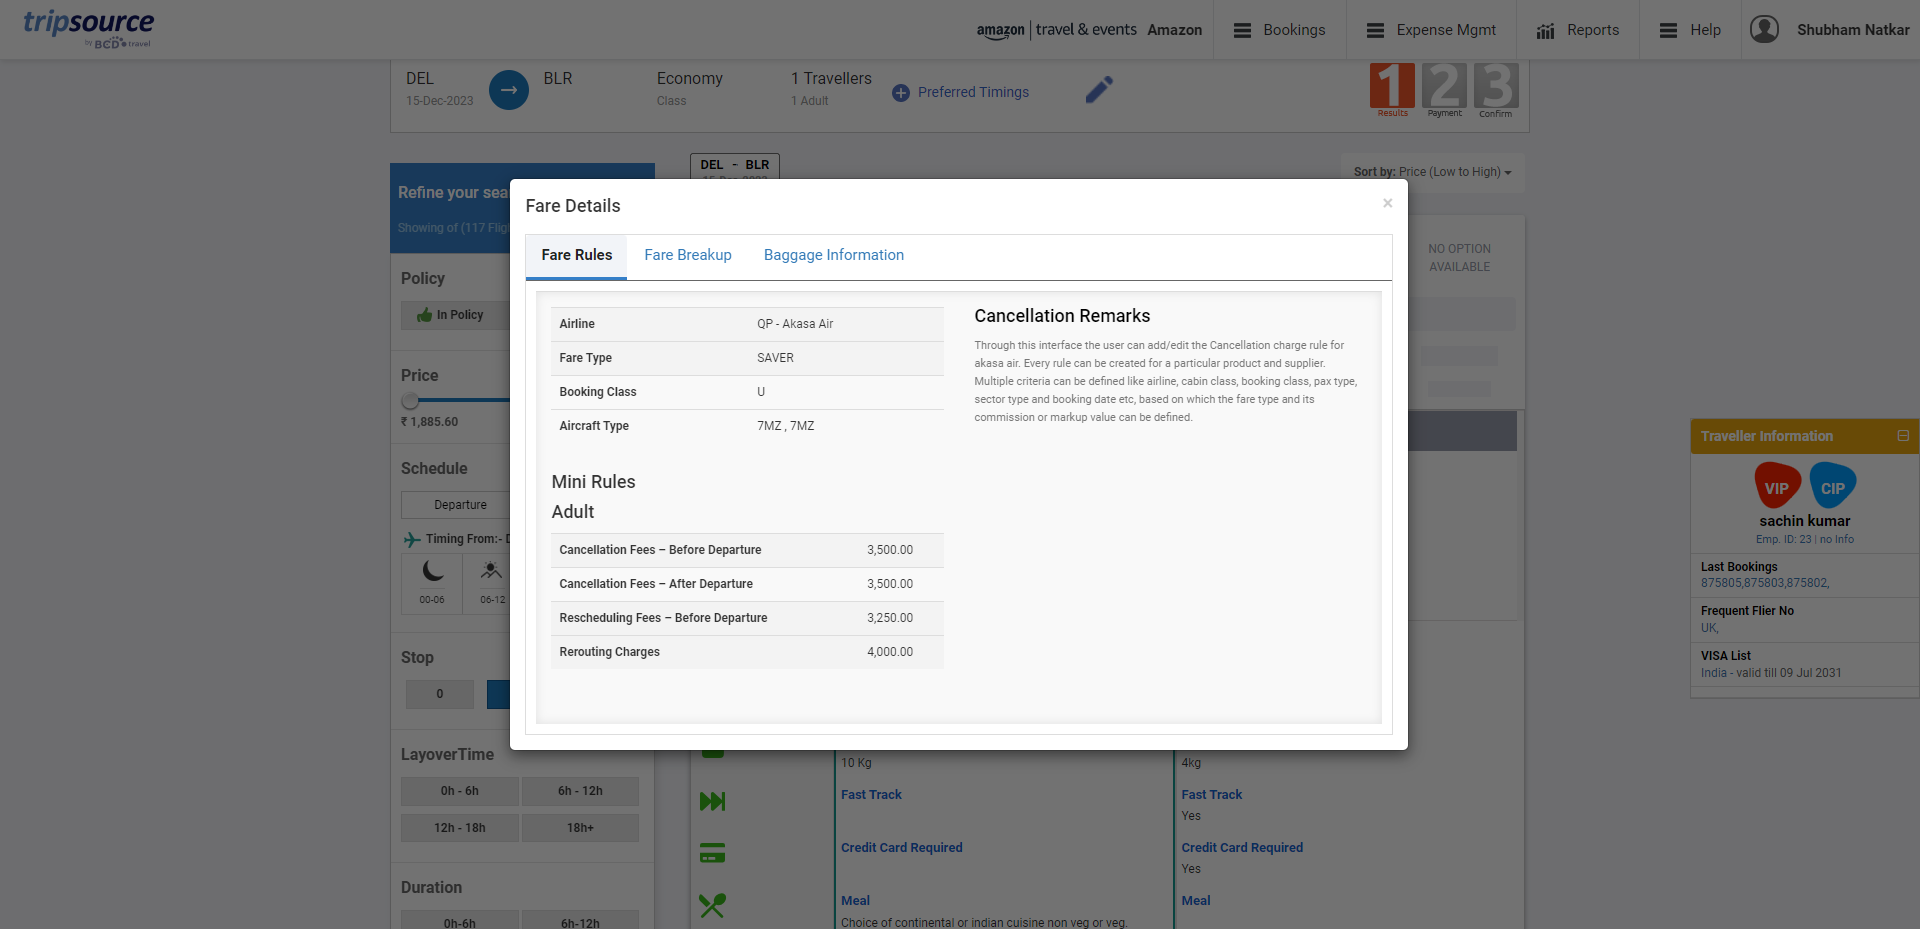 tripsource
by BCD travel
amazon travel & events Amazon
Bookings
Expense Mgmt
Reports
Help
Shubham Natkar
DEL
15-Dec-2023
BLR
Economy
Class
1 Travellers
1 Adult
Preferred Timings
1 2 3
Results Payment Confirm
DEL - BLR
Sort by: Price (Low to High)
Refine your sea
Showing of (117 Flig
NO OPTION
AVAILABLE
Policy
In Policy
Price
₹ 1,885.60
Schedule
Departure
Timing From:- D
00-06
06-12
Stop
0
LayoverTime
0h - 6h
6h - 12h
12h - 18h
18h+
Duration
0h-6h
6h-12h
Fare Details
×
Fare Rules
Fare Breakup
Baggage Information
Airline QP - Akasa Air
Fare Type SAVER
Booking Class U
Aircraft Type 7MZ , 7MZ
Mini Rules
Adult
Cancellation Fees – Before Departure 3,500.00
Cancellation Fees – After Departure 3,500.00
Rescheduling Fees – Before Departure 3,250.00
Rerouting Charges 4,000.00
Cancellation Remarks
Through this interface the user can add/edit the Cancellation charge rule for
akasa air. Every rule can be created for a particular product and supplier.
Multiple criteria can be defined like airline, cabin class, booking class, pax type,
sector type and booking date etc, based on which the fare type and its
commission or markup value can be defined.
10 Kg
4kg
Fast Track
Fast Track
Yes
Credit Card Required
Credit Card Required
Yes
Meal
Choice of continental or indian cuisine non veg or veg.
Meal
Traveller Information
VIP
CIP
sachin kumar
Emp. ID: 23 | no Info
Last Bookings
875805,875803,875802,
Frequent Flier No
UK,
VISA List
India - valid till 09 Jul 2031